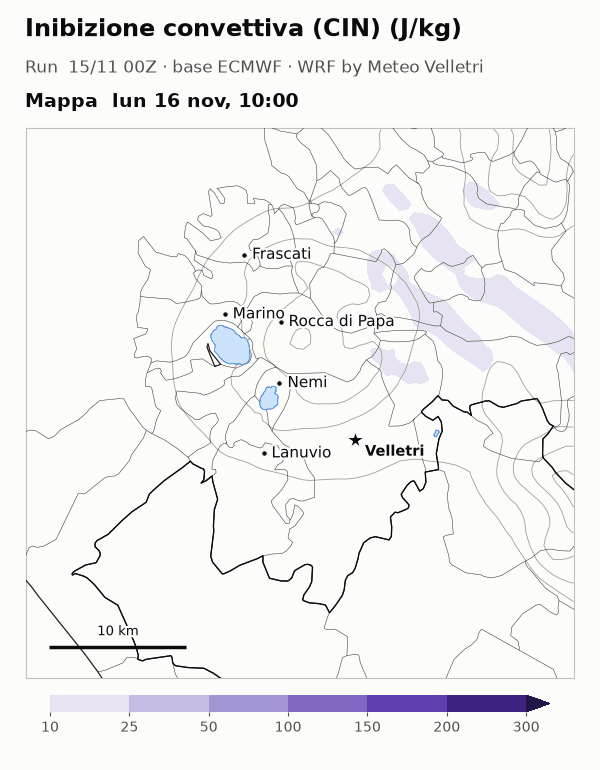 Inibizione convettiva (CIN) (J/kg)
Run  15/11 00Z · base ECMWF · WRF by Meteo Velletri
Mappa  lun 16 nov, 10:00
Frascati
Marino
Rocca di Papa
Nemi
Velletri
Lanuvio
10 km
10 25 50 100 150 200 300